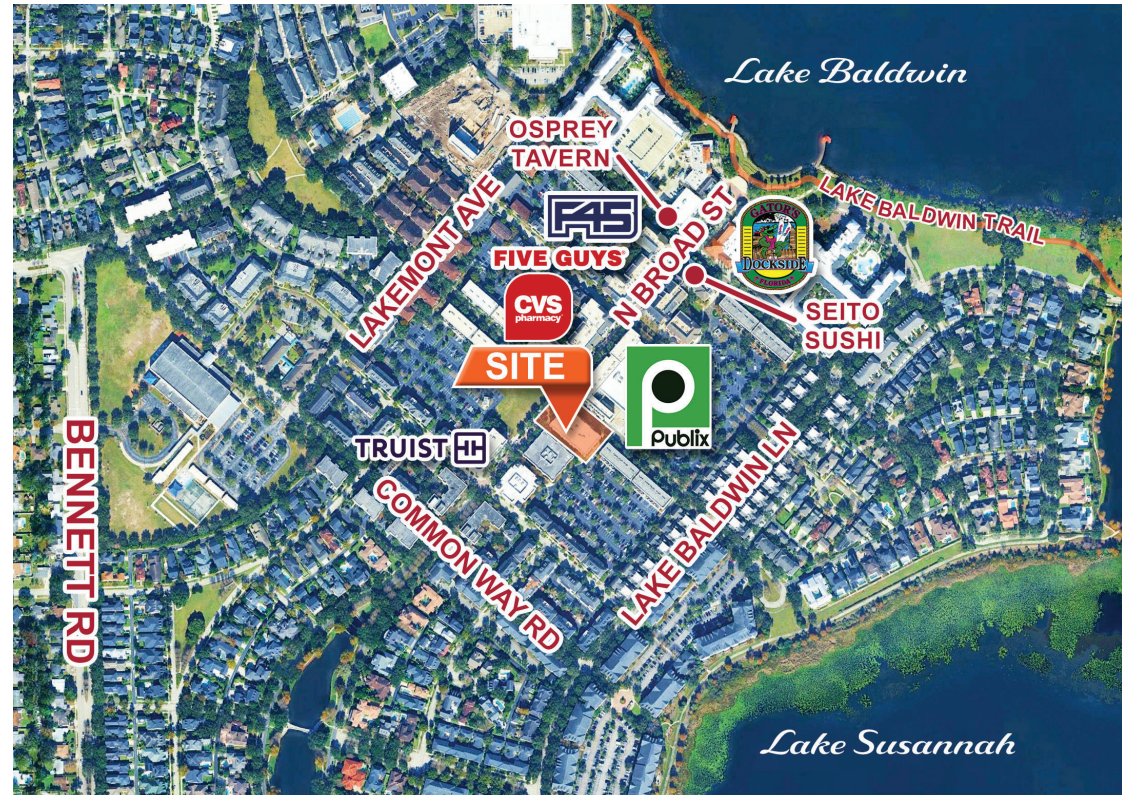 Lake Baldwin
OSPREY
TAVERN
LAKE BALDWIN TRAIL
LAKEMONT AVE
F45
N BROAD ST
GATOR'S
DOCKSIDE
FLORIDA
FIVE GUYS
CVS
pharmacy
SEITO
SUSHI
SITE
Publix
BENNETT RD
TRUIST
COMMON WAY RD
LAKE BALDWIN LN
Lake Susannah